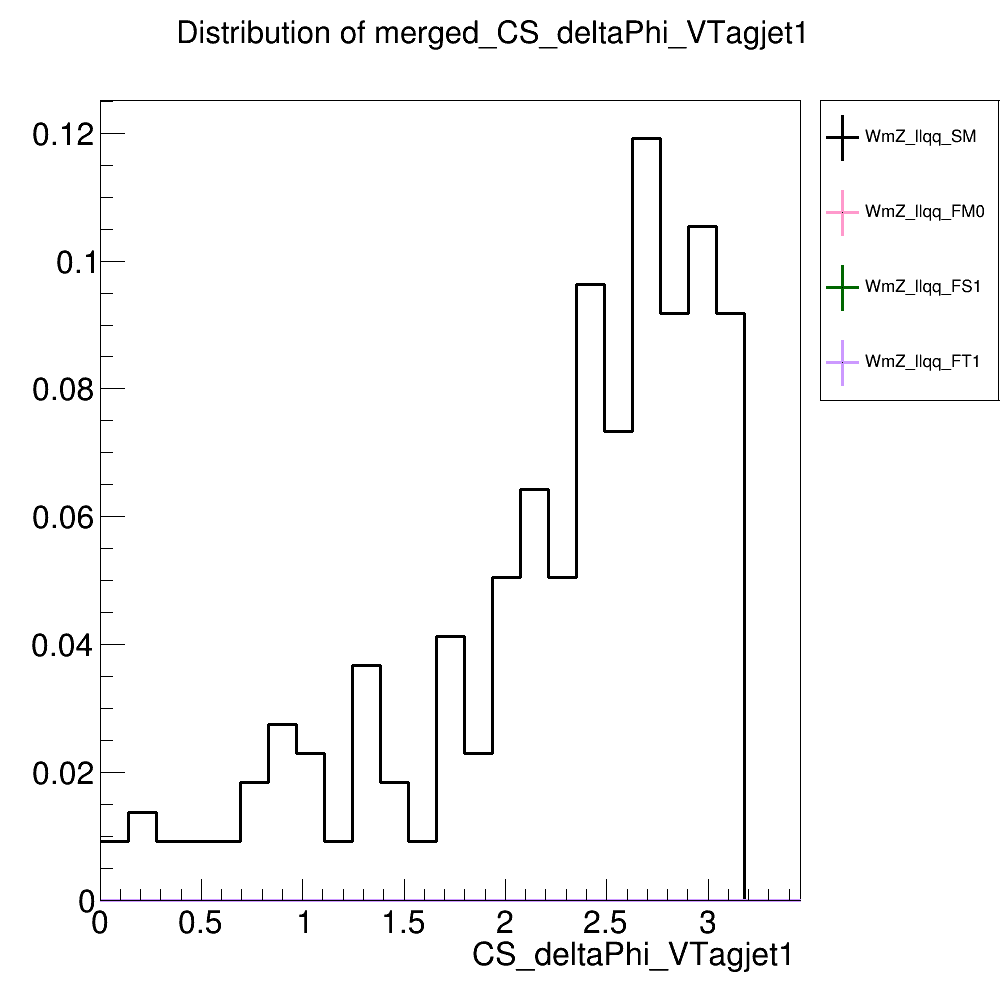 Distribution of merged_CS_deltaPhi_VTagjet1
0.12
0.1
0.08
0.06
0.04
0.02
0
0 0.5 1 1.5 2 2.5 3
CS_deltaPhi_VTagjet1
WmZ_llqq_SM
WmZ_llqq_FM0
WmZ_llqq_FS1
WmZ_llqq_FT1